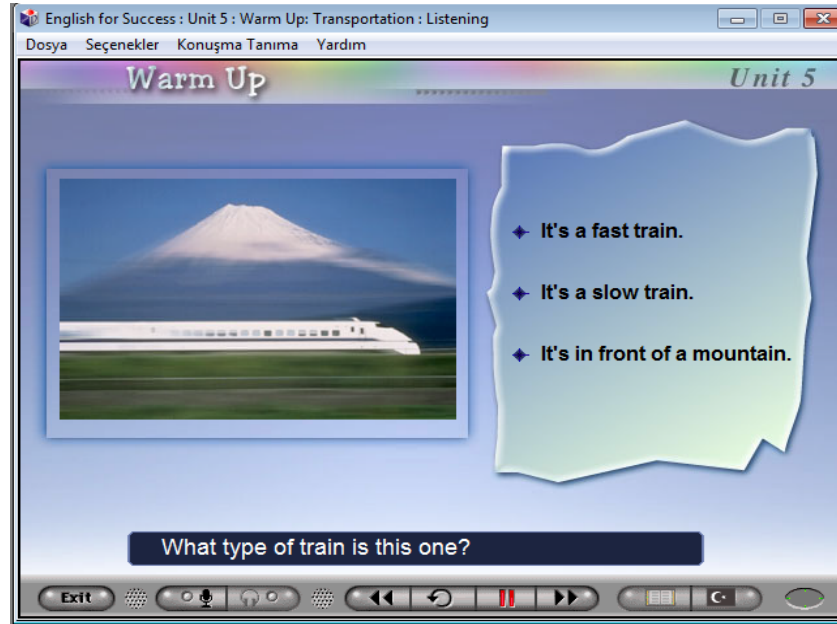 English for Success : Unit 5 : Warm Up: Transportation : Listening
Dosya Seçenekler Konuşma Tanıma Yardım
Warm Up Unit 5
It's a fast train.
It's a slow train.
It's in front of a mountain.
What type of train is this one?
Exit